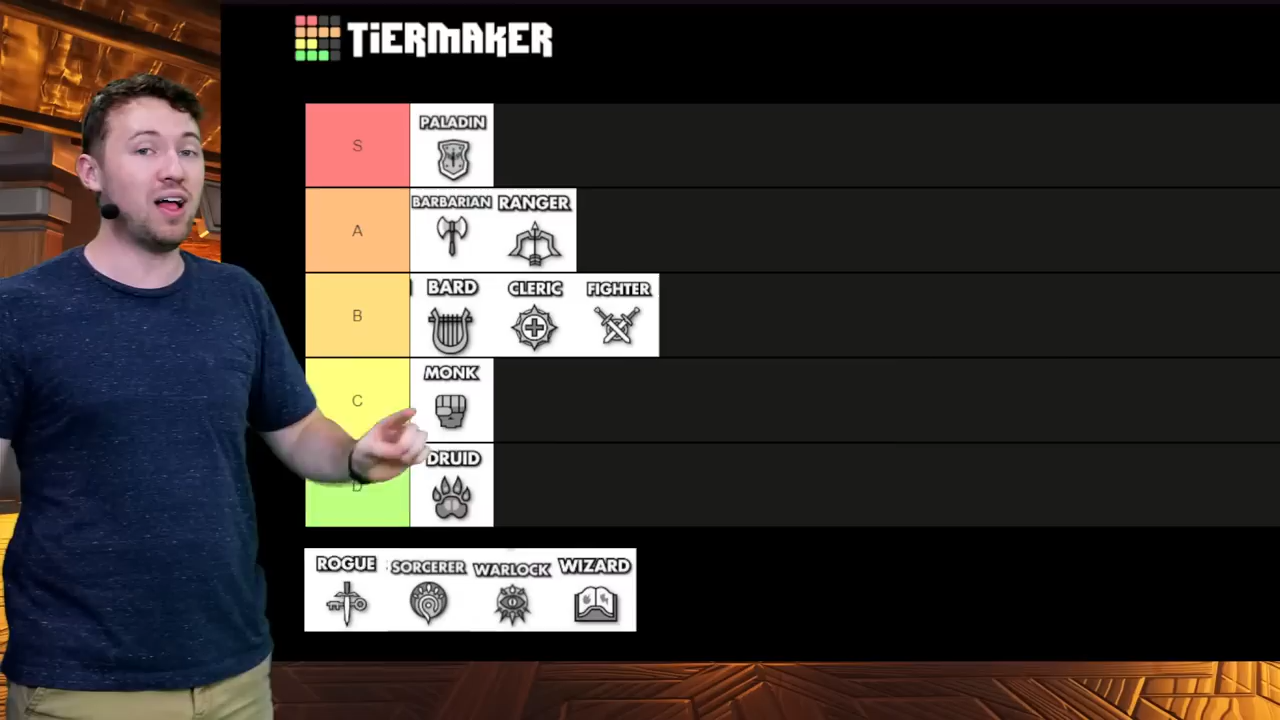 TIERMAKER
S
PALADIN
A
BARBARIAN RANGER
B
BARD CLERIC FIGHTER
C
MONK
D
DRUID
ROGUE SORCERER WARLOCK WIZARD